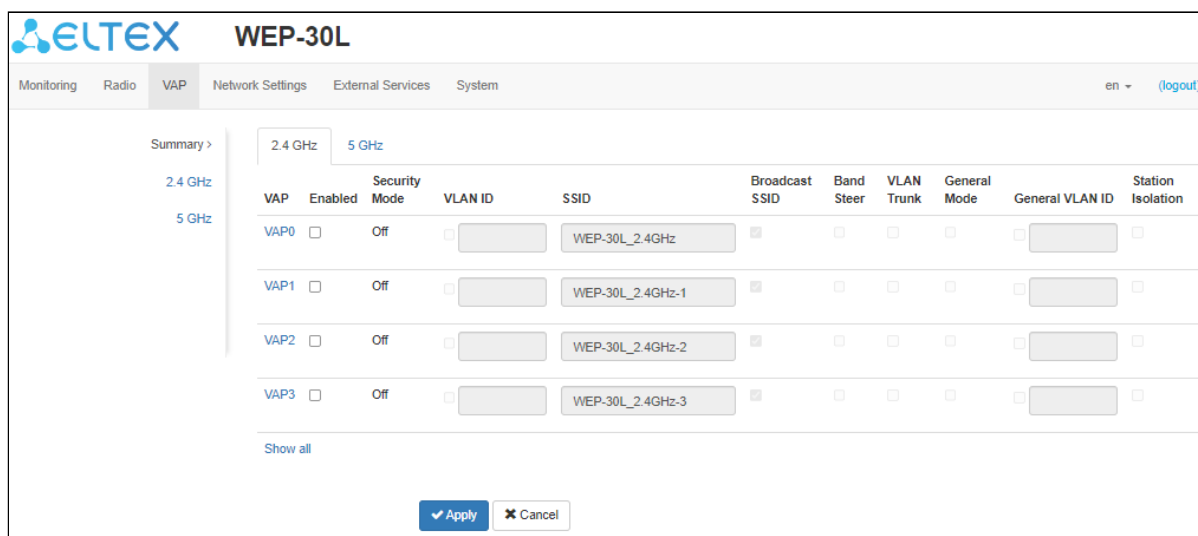 ELTEX WEP-30L
Monitoring Radio VAP Network Settings External Services System en (logout)
Summary >
2.4 GHz
5 GHz
2.4 GHz 5 GHz
VAP Enabled Security Mode VLAN ID SSID Broadcast SSID Band Steer VLAN Trunk General Mode General VLAN ID Station Isolation
VAP0 Off WEP-30L_2.4GHz
VAP1 Off WEP-30L_2.4GHz-1
VAP2 Off WEP-30L_2.4GHz-2
VAP3 Off WEP-30L_2.4GHz-3
Show all
Apply Cancel